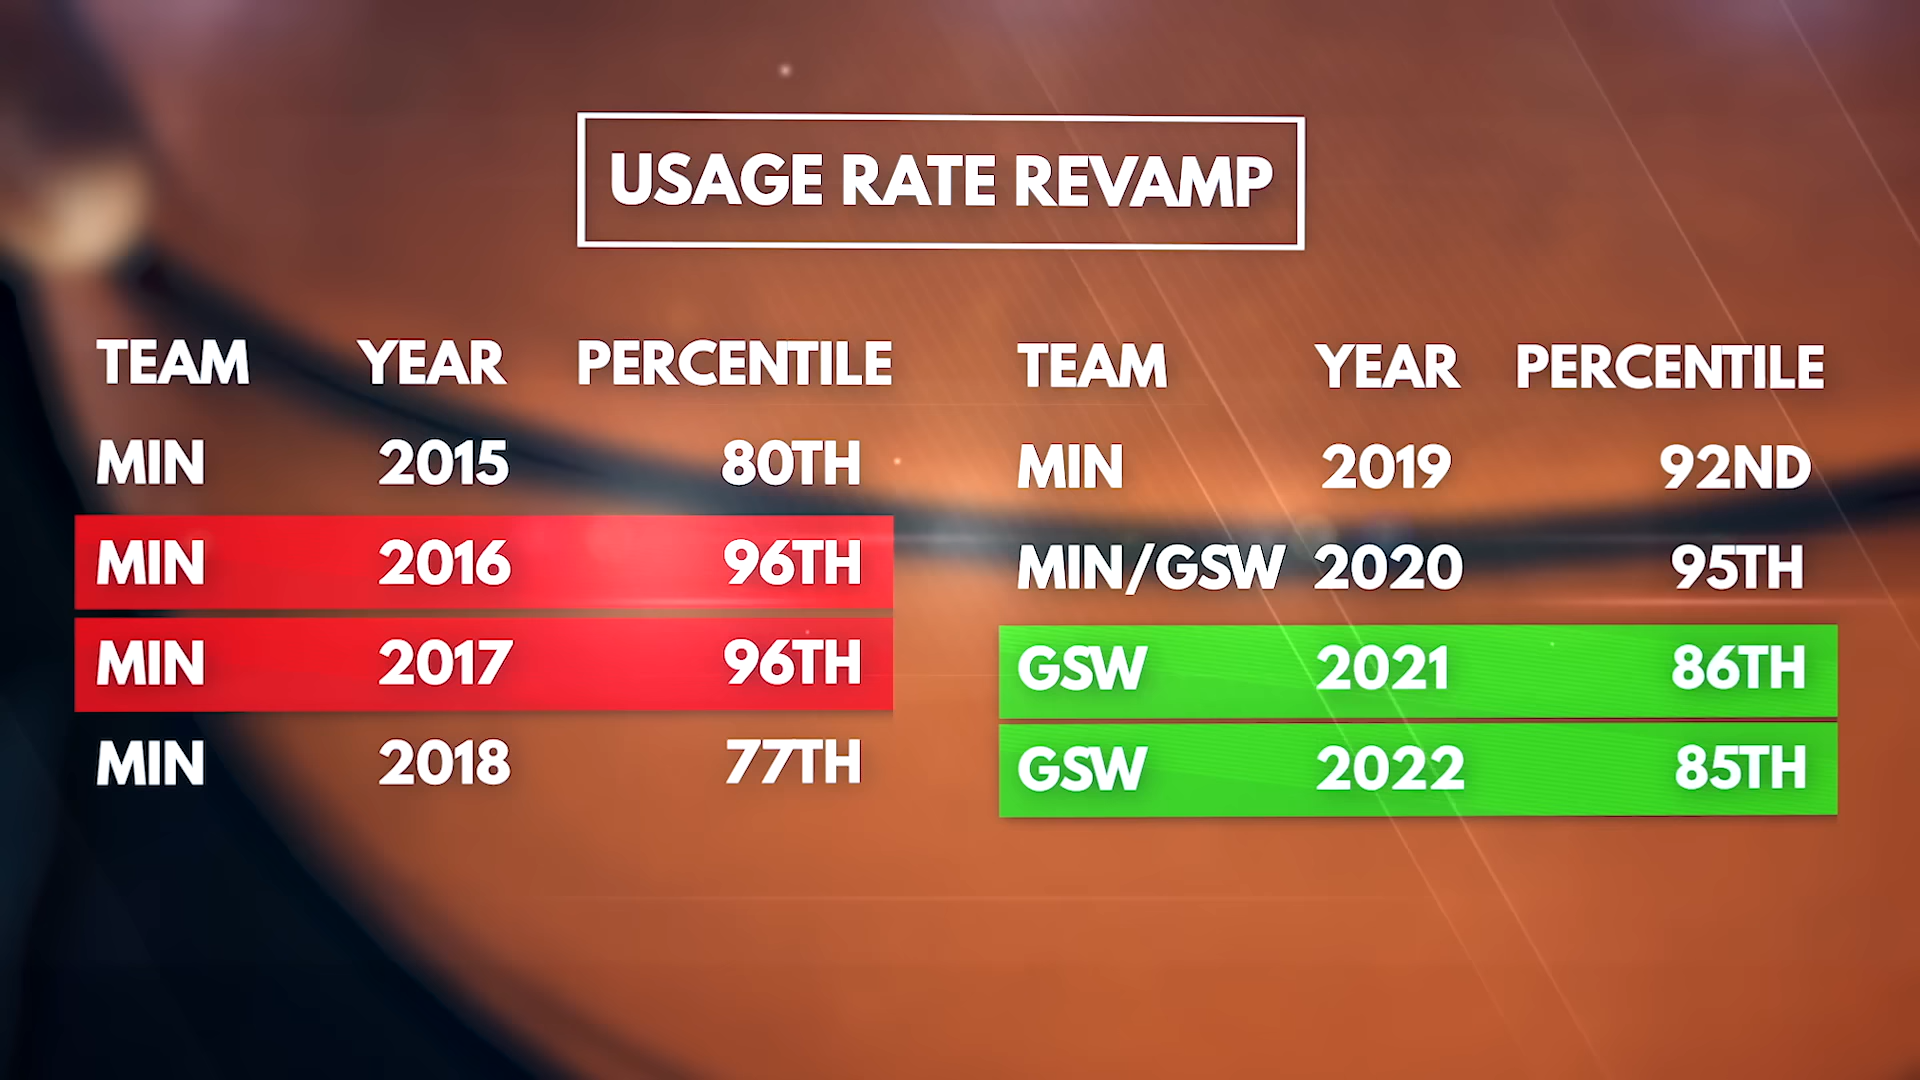 USAGE RATE REVAMP
TEAM YEAR PERCENTILE
MIN 2015 80TH
MIN 2016 96TH
MIN 2017 96TH
MIN 2018 77TH
TEAM YEAR PERCENTILE
MIN 2019 92ND
MIN/GSW 2020 95TH
GSW 2021 86TH
GSW 2022 85TH